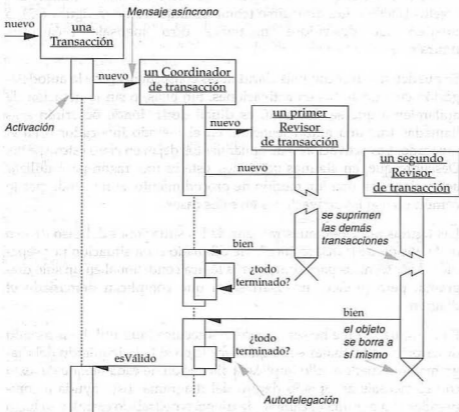 Mensaje asíncrono
nuevo
una
Transacción
nuevo
un Coordinador
de transacción
nuevo
un primer
Revisor
de transacción
Activación
nuevo
un segundo
Revisor
de transacción
se suprimen
las demás
transacciones
bien
¿todo
terminado?
bien
el objeto
se borra a
sí mismo
¿todo
terminado?
esVálido
Autodelegación